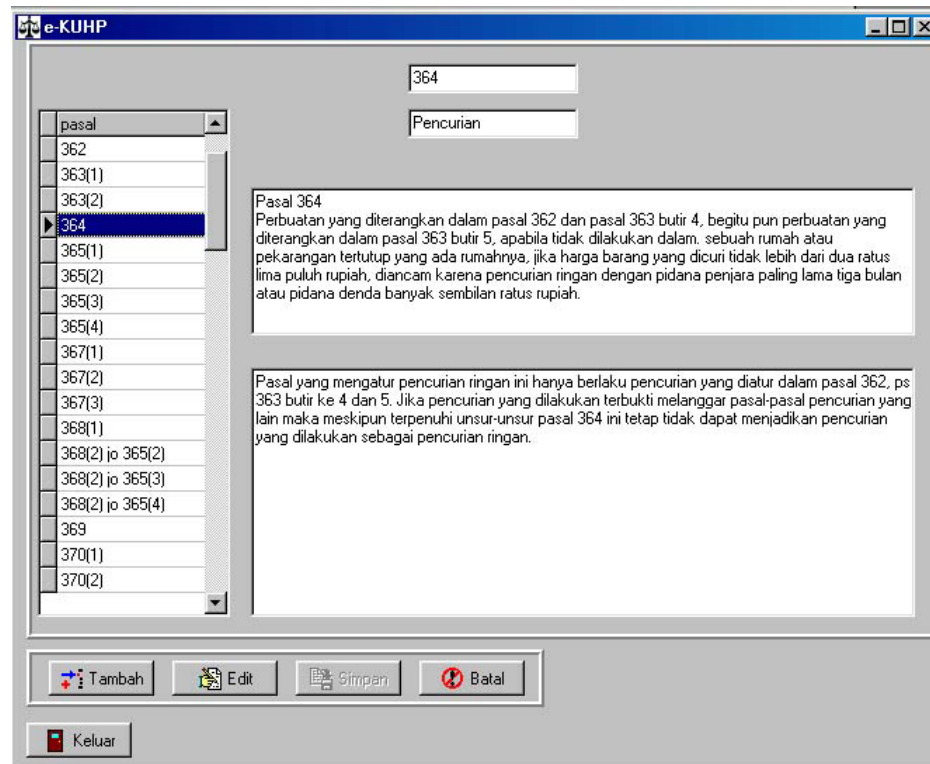 e-KUHP
364
Pencurian
pasal
362
363(1)
363(2)
364
365(1)
365(2)
365(3)
365(4)
367(1)
367(2)
367(3)
368(1)
368(2) jo 365(2)
368(2) jo 365(3)
368(2) jo 365(4)
369
370(1)
370(2)
Pasal 364
Perbuatan yang diterangkan dalam pasal 362 dan pasal 363 butir 4, begitu pun perbuatan yang
diterangkan dalam pasal 363 butir 5, apabila tidak dilakukan dalam. sebuah rumah atau
pekarangan tertutup yang ada rumahnya, jika harga barang yang dicuri tidak lebih dari dua ratus
lima puluh rupiah, diancam karena pencurian ringan dengan pidana penjara paling lama tiga bulan
atau pidana denda banyak sembilan ratus rupiah.
Pasal yang mengatur pencurian ringan ini hanya berlaku pencurian yang diatur dalam pasal 362, ps
363 butir ke 4 dan 5. Jika pencurian yang dilakukan terbukti melanggar pasal-pasal pencurian yang
lain maka meskipun terpenuhi unsur-unsur pasal 364 ini tetap tidak dapat menjadikan pencurian
yang dilakukan sebagai pencurian ringan.
Tambah
Edit
Simpan
Batal
Keluar